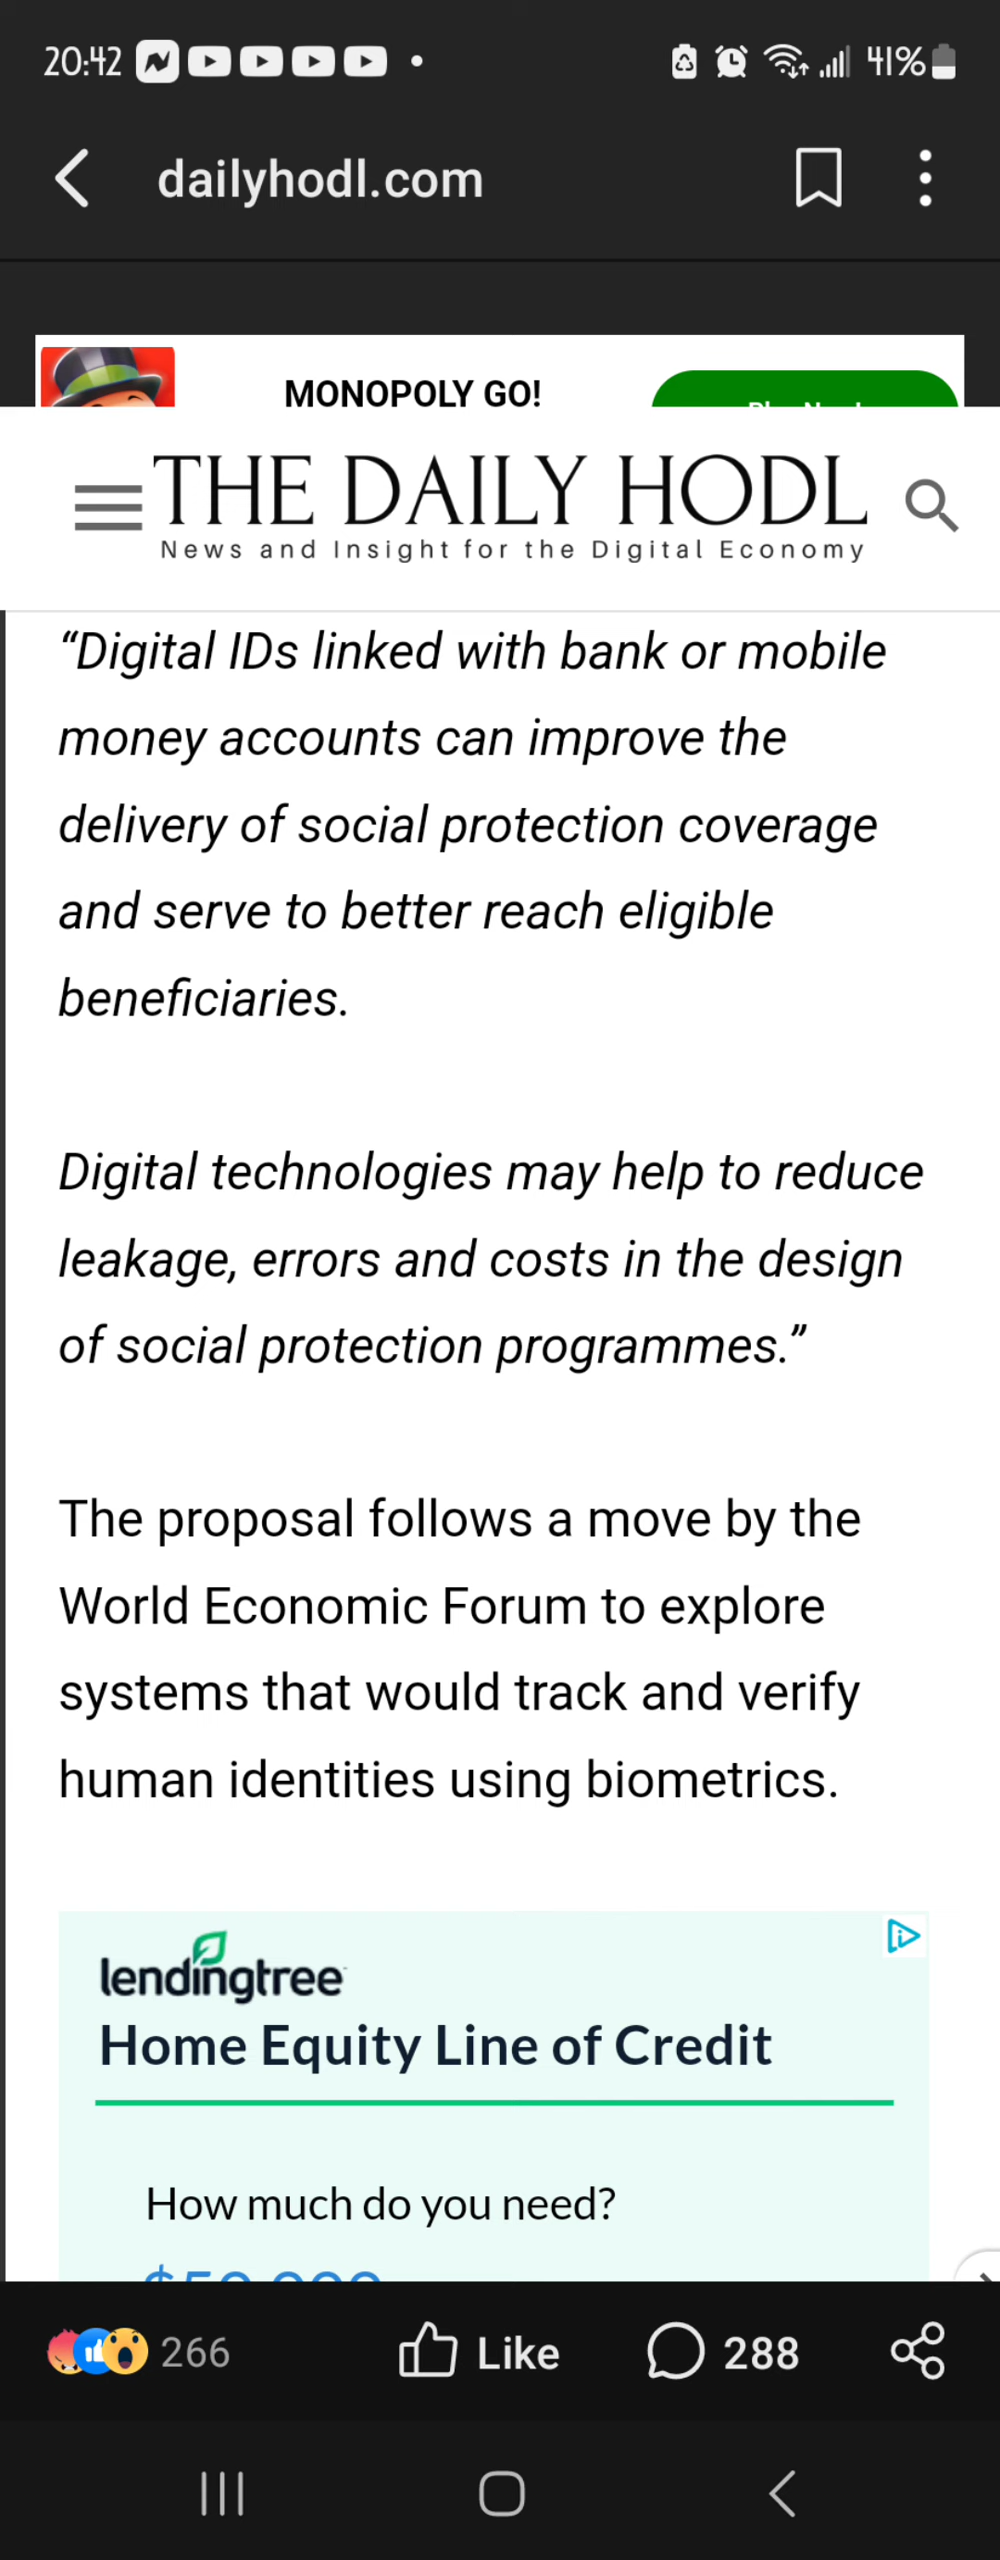 20:42
41%
dailyhodl.com
MONOPOLY GO!
THE DAILY HODL
News and Insight for the Digital Economy
“Digital IDs linked with bank or mobile
money accounts can improve the
delivery of social protection coverage
and serve to better reach eligible
beneficiaries.
Digital technologies may help to reduce
leakage, errors and costs in the design
of social protection programmes.”
The proposal follows a move by the
World Economic Forum to explore
systems that would track and verify
human identities using biometrics.
lendingtree
Home Equity Line of Credit
How much do you need?
266
Like
288